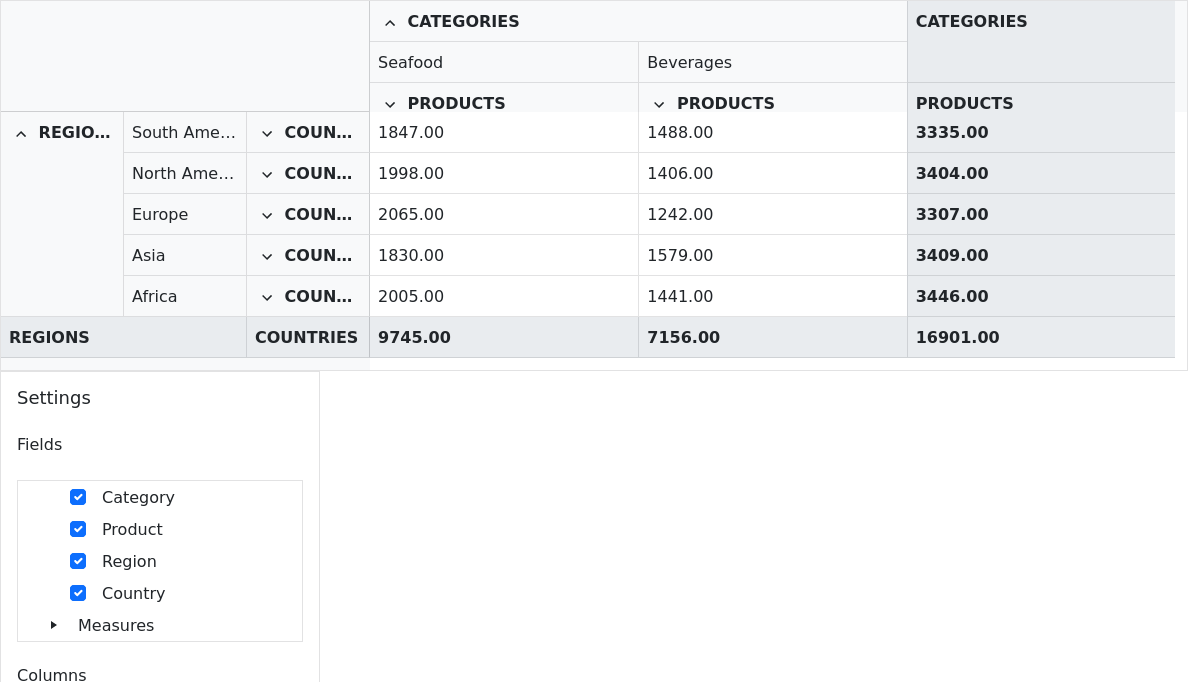 CATEGORIES CATEGORIES
Seafood Beverages
PRODUCTS PRODUCTS PRODUCTS
REGIO... South Ame... COUN... 1847.00 1488.00 3335.00
North Ame... COUN... 1998.00 1406.00 3404.00
Europe COUN... 2065.00 1242.00 3307.00
Asia COUN... 1830.00 1579.00 3409.00
Africa COUN... 2005.00 1441.00 3446.00
REGIONS COUNTRIES 9745.00 7156.00 16901.00
Settings
Fields
Category
Product
Region
Country
Measures
Columns